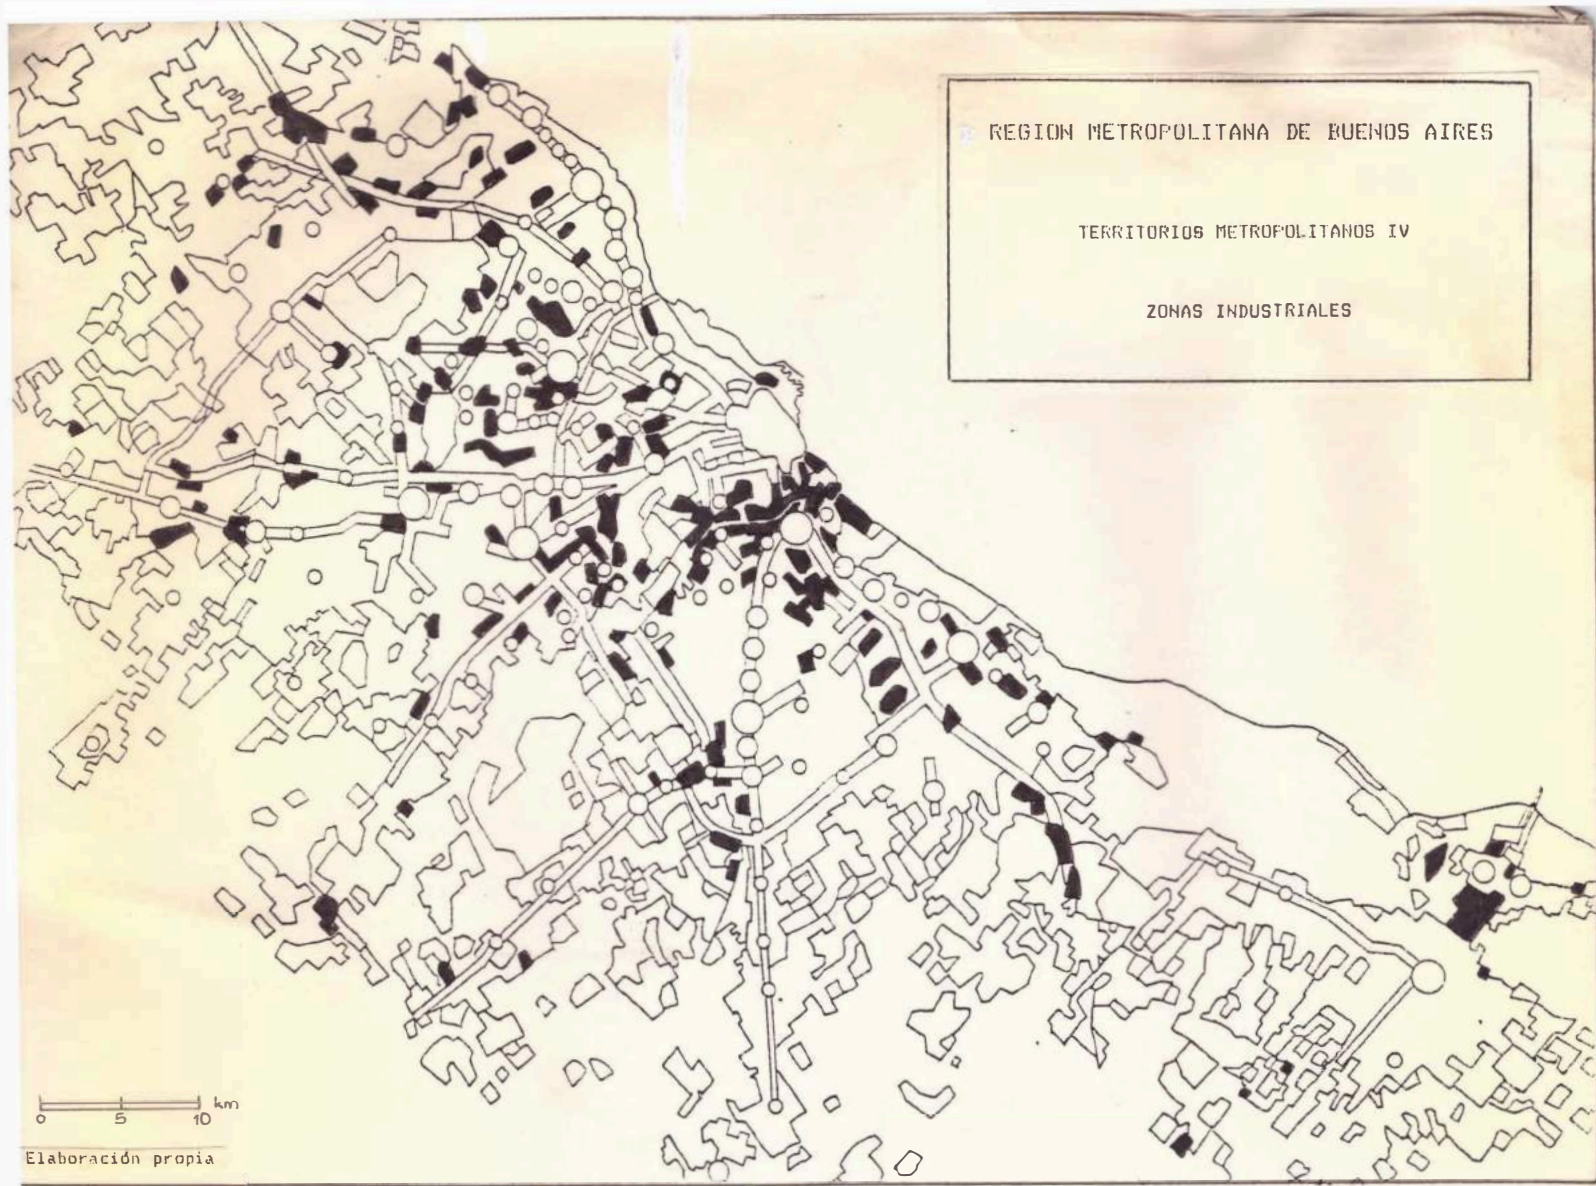 REGION METROPOLITANA DE BUENOS AIRES
TERRITORIOS METROPOLITANOS IV
ZONAS INDUSTRIALES
km
0 5 10
Elaboración propia